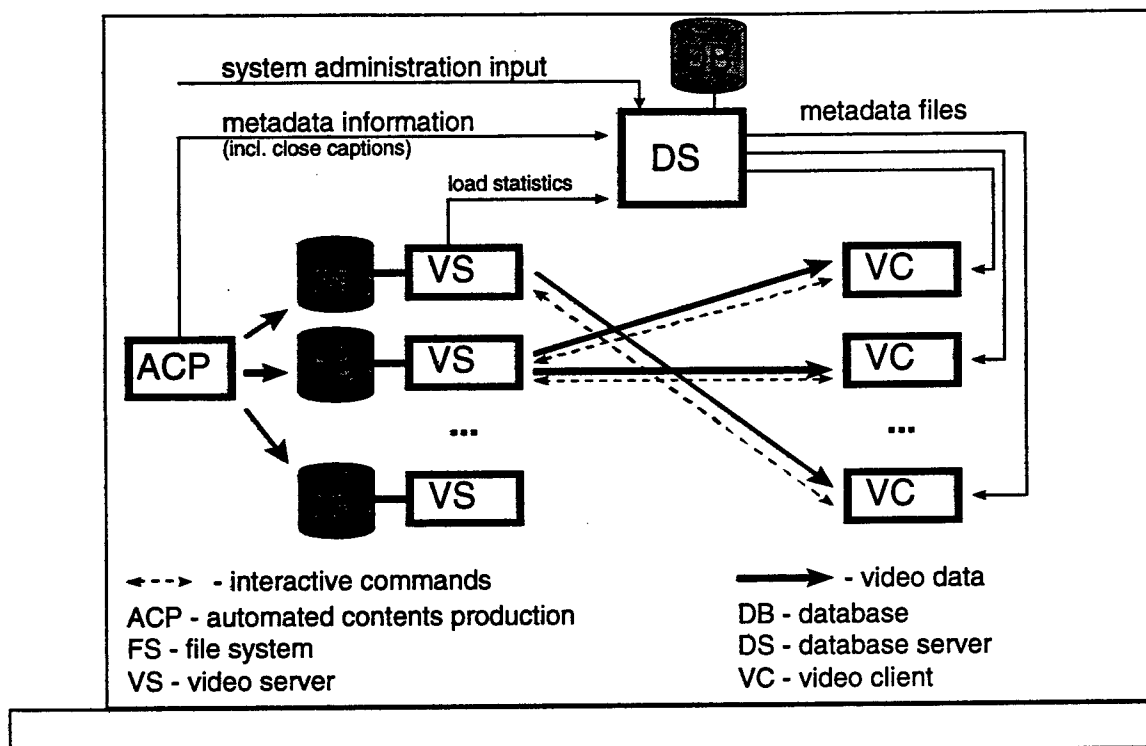 system administration input
metadata information
(incl. close captions)
load statistics
DS
metadata files
VS
VC
ACP
VS
VC
...
...
VS
VC
- interactive commands
- video data
ACP - automated contents production
DB - database
FS - file system
DS - database server
VS - video server
VC - video client